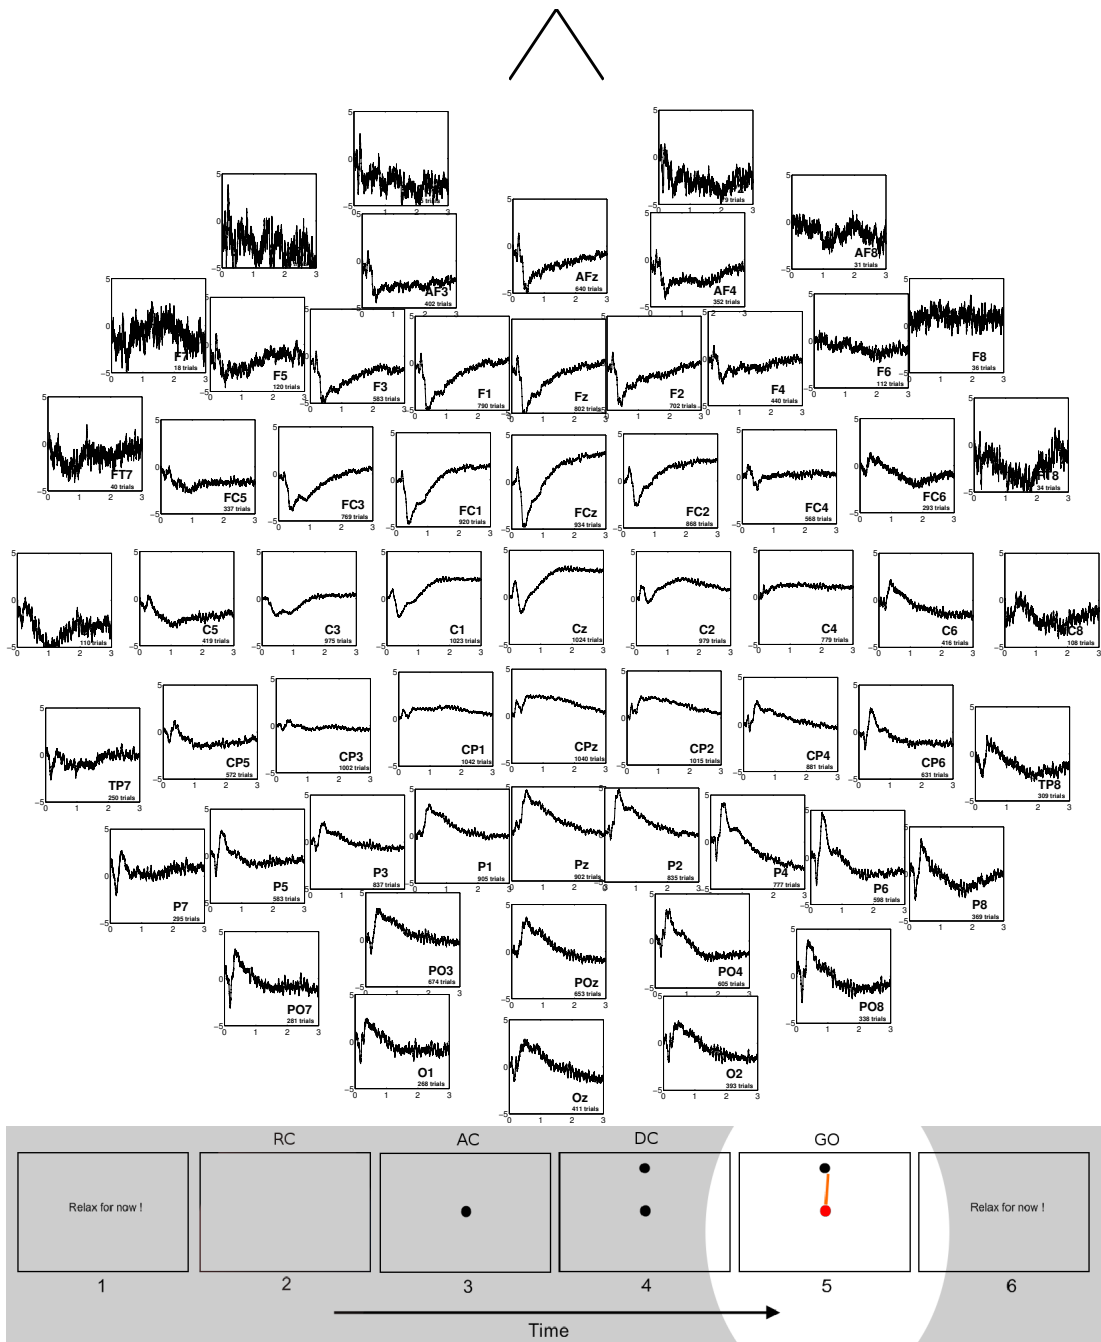 AF8
31 trials
AF3
402 trials
AFz
640 trials
AF4
352 trials
18 trials
F5
120 trials
F3
583 trials
F1
790 trials
Fz
802 trials
F2
702 trials
F4
440 trials
F6
112 trials
F8
36 trials
FT7
40 trials
FC5
337 trials
FC3
769 trials
FC1
920 trials
FCz
934 trials
FC2
868 trials
FC4
568 trials
FC6
293 trials
34 trials
110 trials
C5
419 trials
C3
975 trials
C1
1023 trials
Cz
1024 trials
C2
979 trials
C4
779 trials
C6
416 trials
C8
108 trials
TP7
250 trials
CP5
572 trials
CP3
1002 trials
CP1
1042 trials
CPz
1040 trials
CP2
1015 trials
CP4
881 trials
CP6
631 trials
TP8
309 trials
P7
295 trials
P5
583 trials
P3
837 trials
P1
905 trials
Pz
902 trials
P2
835 trials
P4
777 trials
P6
598 trials
P8
369 trials
PO7
281 trials
PO3
674 trials
POz
653 trials
PO4
605 trials
PO8
338 trials
O1
268 trials
Oz
411 trials
O2
393 trials
RC AC DC GO
Relax for now ! Relax for now !
1 2 3 4 5 6
Time